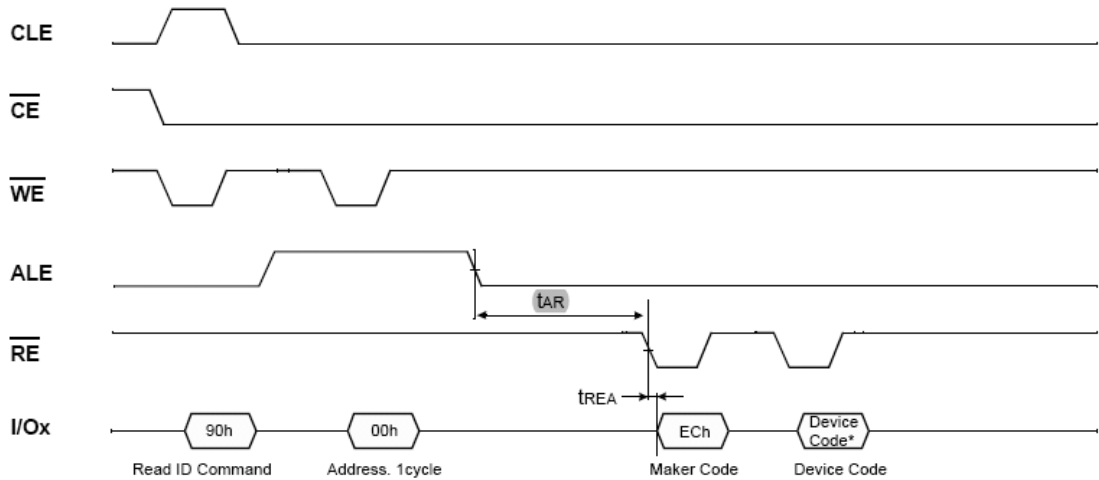 CLE
CE
WE
ALE
tAR
RE
tREA
I/Ox
90h
00h
ECh
Device
Code*
Read ID Command
Address. 1cycle
Maker Code
Device Code